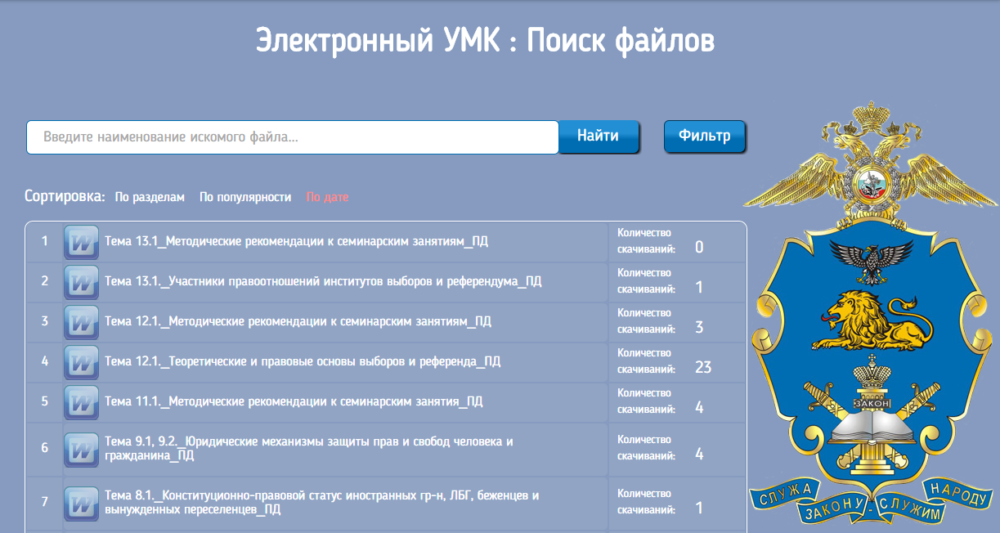 Электронный УМК : Поиск файлов
Введите наименование искомого файла...
Найти
Фильтр
Сортировка: По разделам По популярности По дате
1 Тема 13.1_Методические рекомендации к семинарским занятиям_ПД
Количество
скачиваний: 0
2 Тема 13.1._Участники правоотношений институтов выборов и референдума_ПД
Количество
скачиваний: 1
3 Тема 12.1._Методические рекомендации к семинарским занятиям_ПД
Количество
скачиваний: 3
4 Тема 12.1._Теоретические и правовые основы выборов и референда_ПД
Количество
скачиваний: 23
5 Тема 11.1._Методические рекомендации к семинарским занятия_ПД
Количество
скачиваний: 4
6 Тема 9.1, 9.2._Юридические механизмы защиты прав и свобод человека и
гражданина_ПД
Количество
скачиваний: 4
7 Тема 8.1._Конституционно-правовой статус иностранных гр-н, ЛБГ, беженцев и
вынужденных переселенцев_ПД
Количество
скачиваний: 1
ЗАКОН
СЛУЖА ЗАКОНУ - СЛУЖИМ НАРОДУ